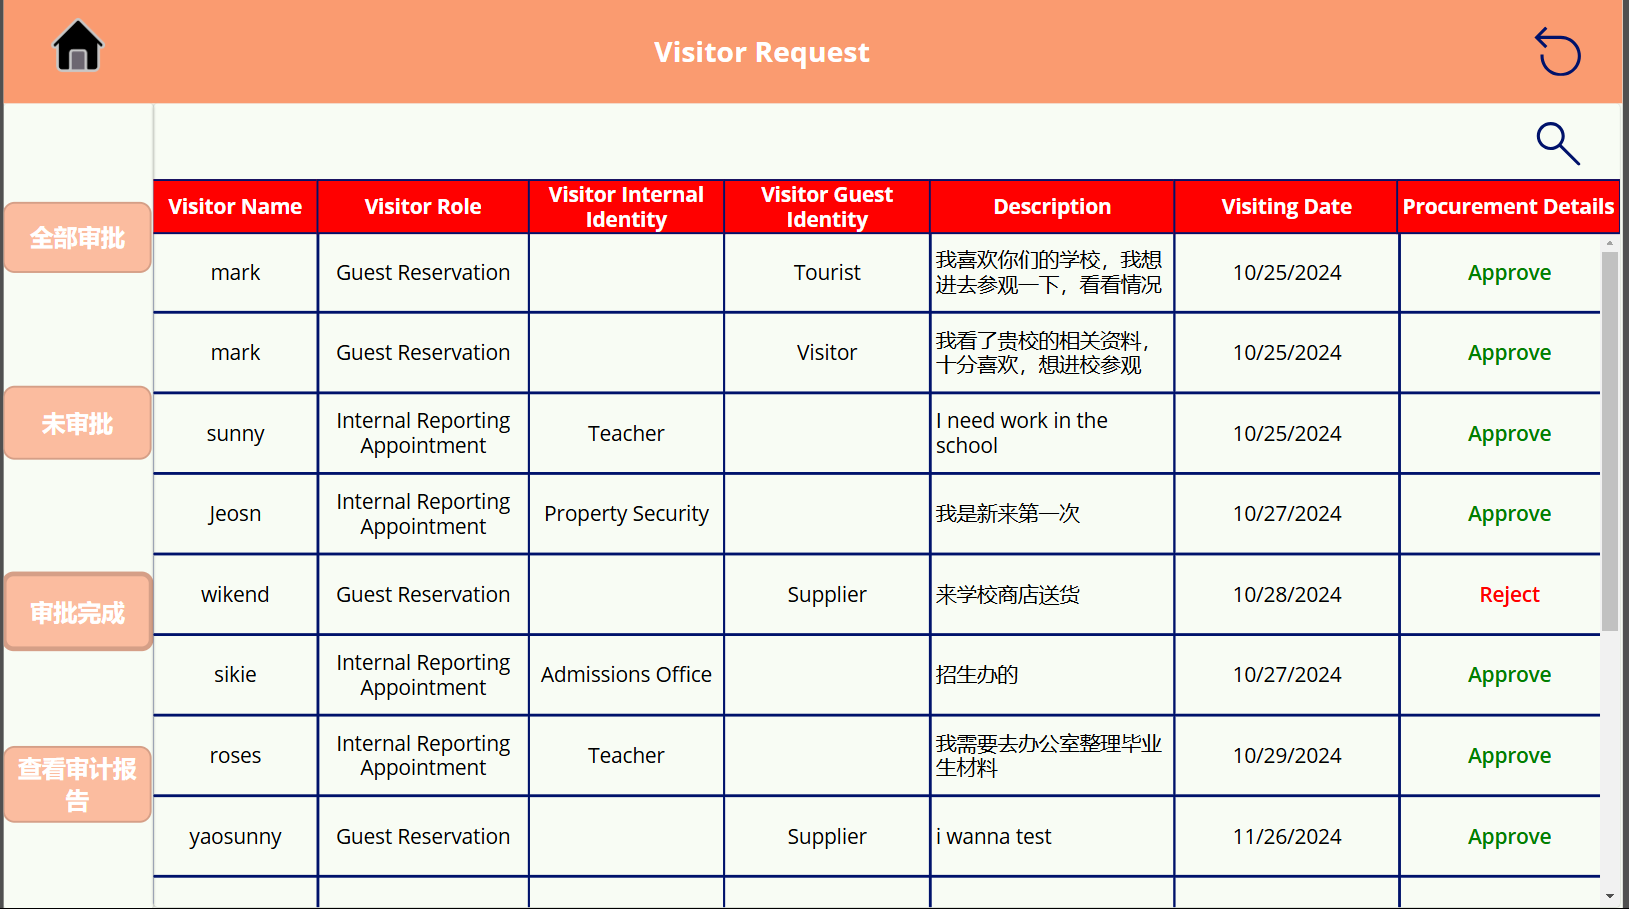 Visitor Request
全部审批
未审批
审批完成
查看审计报
告
Visitor Name
Visitor Role
Visitor Internal
Identity
Visitor Guest
Identity
Description
Visiting Date
Procurement Details
mark
Guest Reservation
Tourist
我喜欢你们的学校，我想
进去参观一下，看看情况
10/25/2024
Approve
mark
Guest Reservation
Visitor
我看了贵校的相关资料，
十分喜欢，想进校参观
10/25/2024
Approve
sunny
Internal Reporting
Appointment
Teacher
I need work in the
school
10/25/2024
Approve
Jeosn
Internal Reporting
Appointment
Property Security
我是新来第一次
10/27/2024
Approve
wikend
Guest Reservation
Supplier
来学校商店送货
10/28/2024
Reject
sikie
Internal Reporting
Appointment
Admissions Office
招生办的
10/27/2024
Approve
roses
Internal Reporting
Appointment
Teacher
我需要去办公室整理毕业
生材料
10/29/2024
Approve
yaosunny
Guest Reservation
Supplier
i wanna test
11/26/2024
Approve